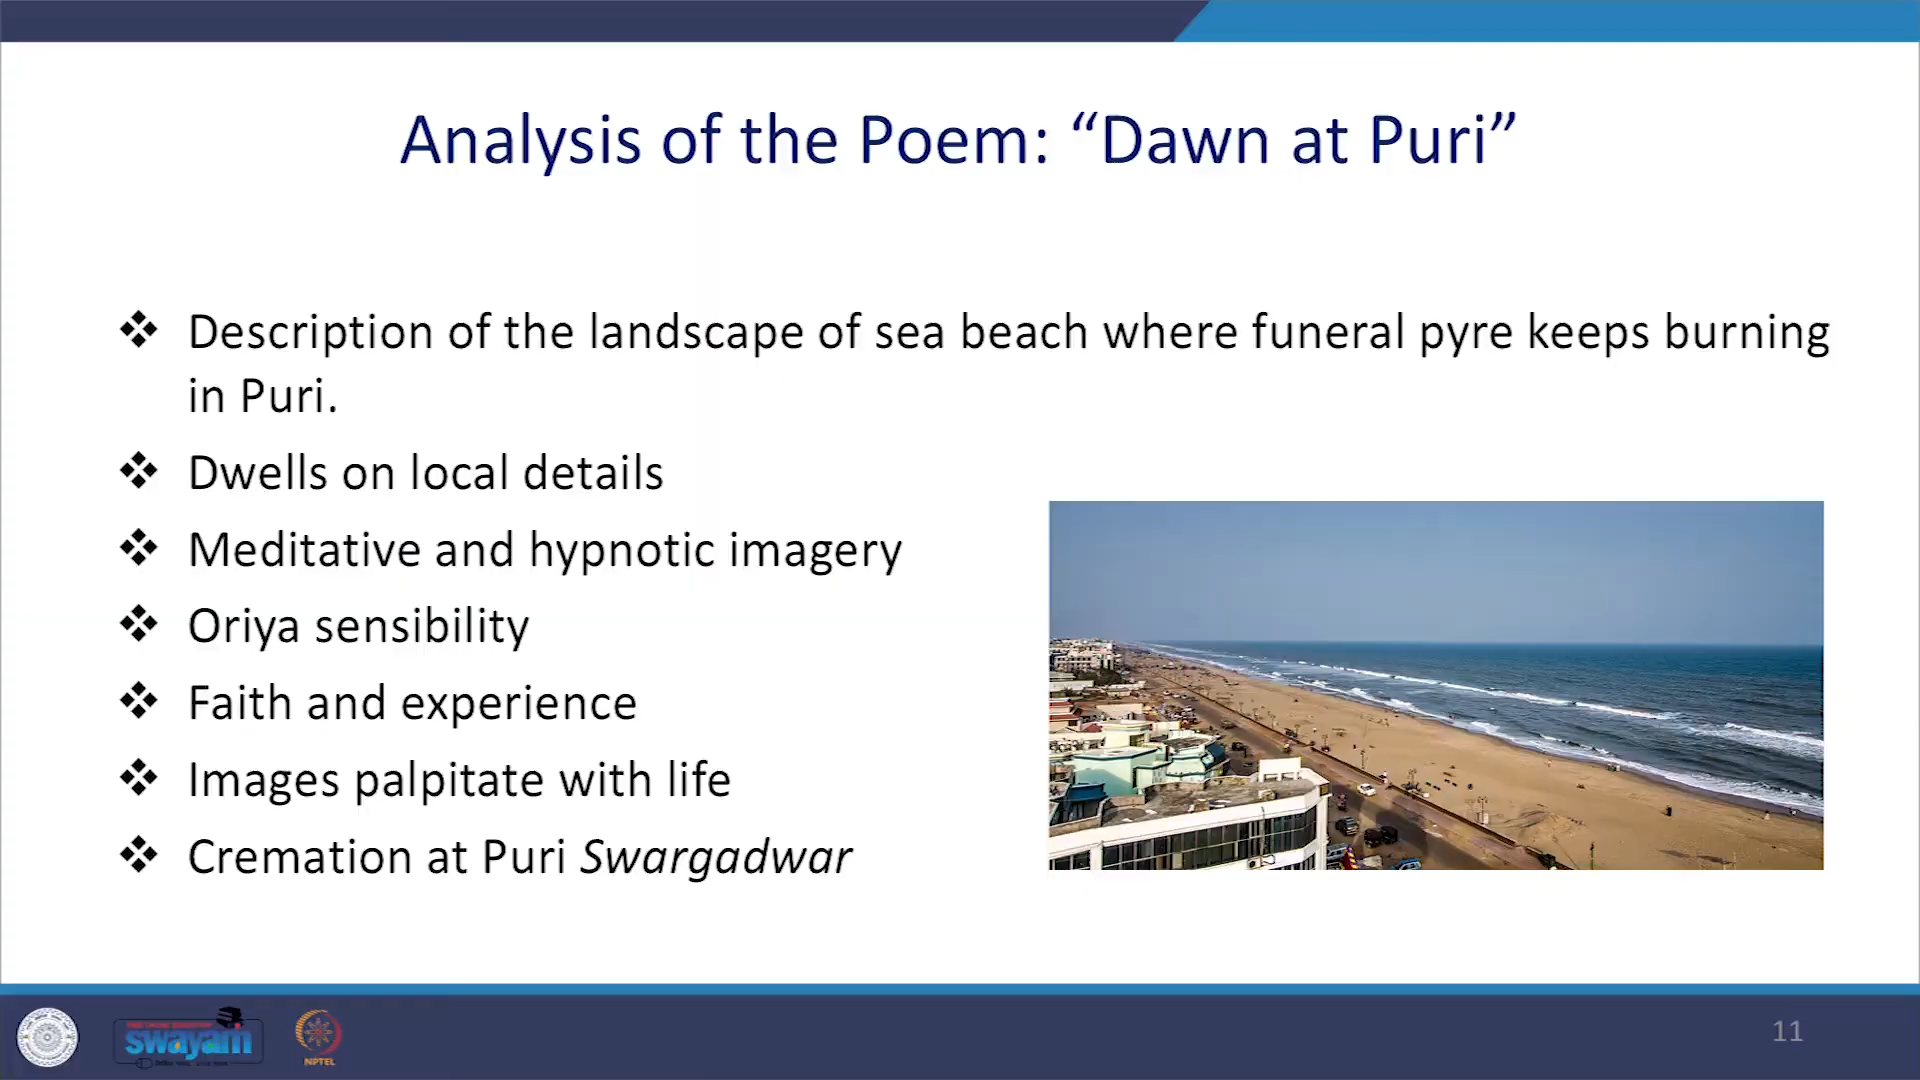 Analysis of the Poem: “Dawn at Puri”
❖ Description of the landscape of sea beach where funeral pyre keeps burning
in Puri.
❖ Dwells on local details
❖ Meditative and hypnotic imagery
❖ Oriya sensibility
❖ Faith and experience
❖ Images palpitate with life
❖ Cremation at Puri Swargadwar
swayam
NPTEL
11